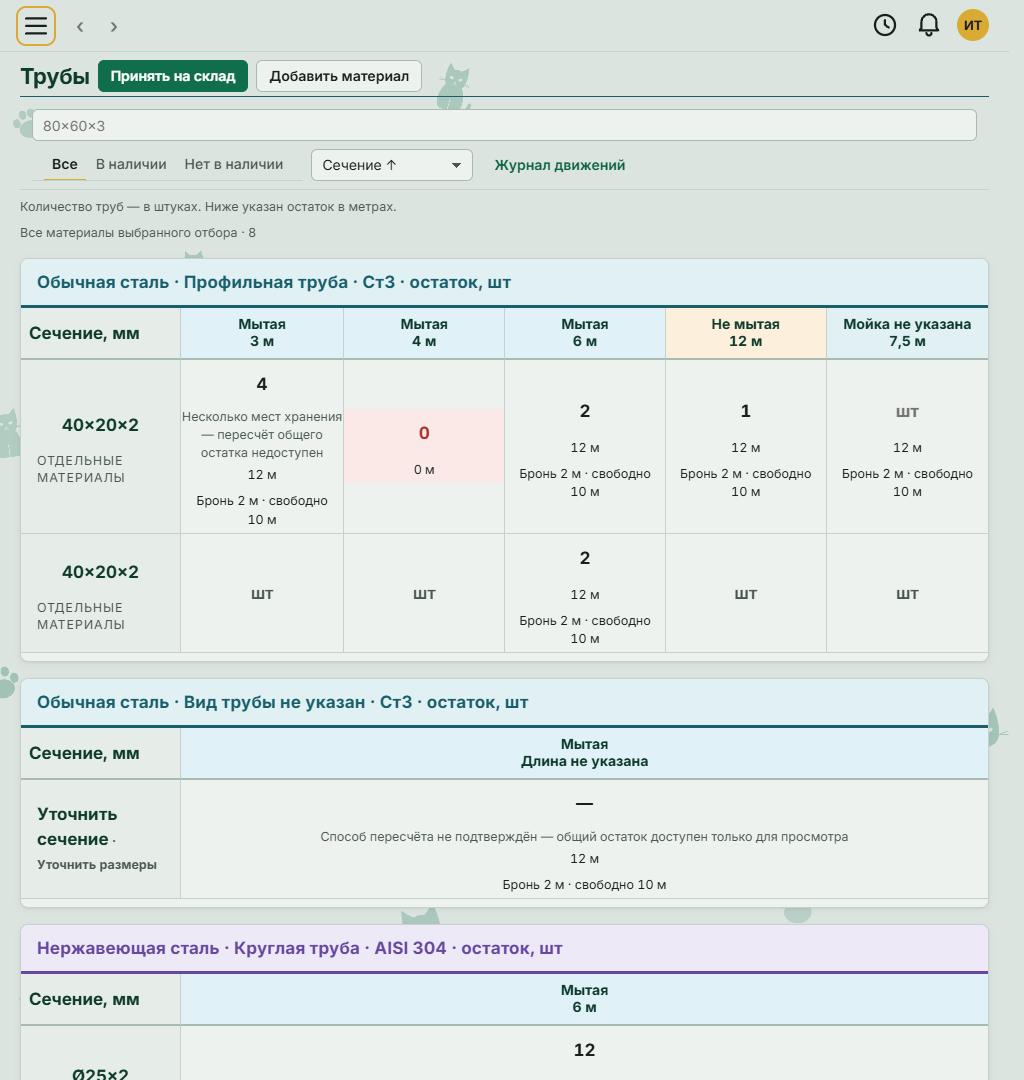 ИТ
Трубы
Принять на склад
Добавить материал
80×60×3
Все
В наличии
Нет в наличии
Сечение ↑
Журнал движений
Количество труб — в штуках. Ниже указан остаток в метрах.
Все материалы выбранного отбора · 8
Обычная сталь · Профильная труба · Ст3 · остаток, шт
Сечение, мм
Мытая
3 м
Мытая
4 м
Мытая
6 м
Не мытая
12 м
Мойка не указана
7,5 м
40×20×2
ОТДЕЛЬНЫЕ
МАТЕРИАЛЫ
4
Несколько мест хранения
— пересчёт общего
остатка недоступен
12 м
Бронь 2 м · свободно
10 м
0
0 м
2
12 м
Бронь 2 м · свободно
10 м
1
12 м
Бронь 2 м · свободно
10 м
шт
12 м
Бронь 2 м · свободно
10 м
40×20×2
ОТДЕЛЬНЫЕ
МАТЕРИАЛЫ
шт
шт
2
12 м
Бронь 2 м · свободно
10 м
шт
шт
Обычная сталь · Вид трубы не указан · Ст3 · остаток, шт
Сечение, мм
Мытая
Длина не указана
Уточнить
сечение ·
Уточнить размеры
—
Способ пересчёта не подтверждён — общий остаток доступен только для просмотра
12 м
Бронь 2 м · свободно 10 м
Нержавеющая сталь · Круглая труба · AISI 304 · остаток, шт
Сечение, мм
Мытая
6 м
Ø25×2
12